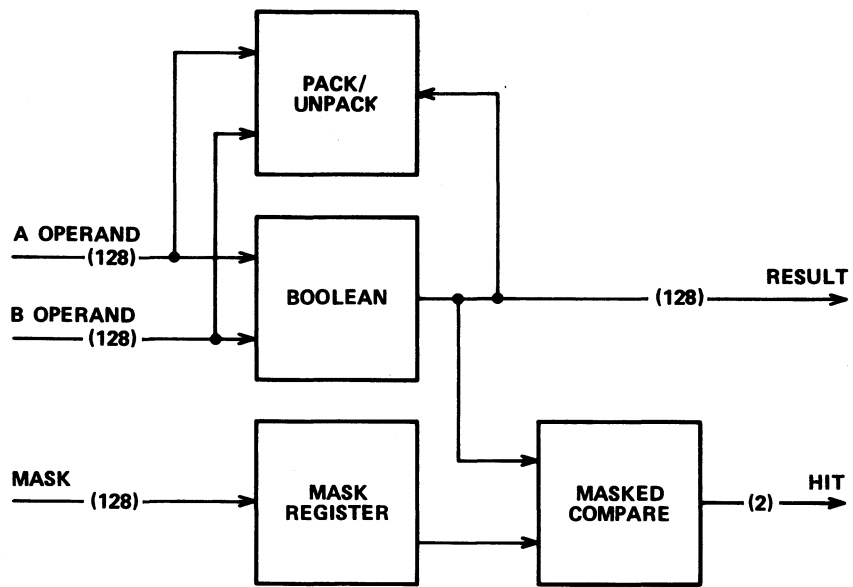 PACK/
UNPACK
A OPERAND
(128)
BOOLEAN
RESULT
(128)
B OPERAND
(128)
MASK
(128)
MASK
REGISTER
MASKED
COMPARE
HIT
(2)